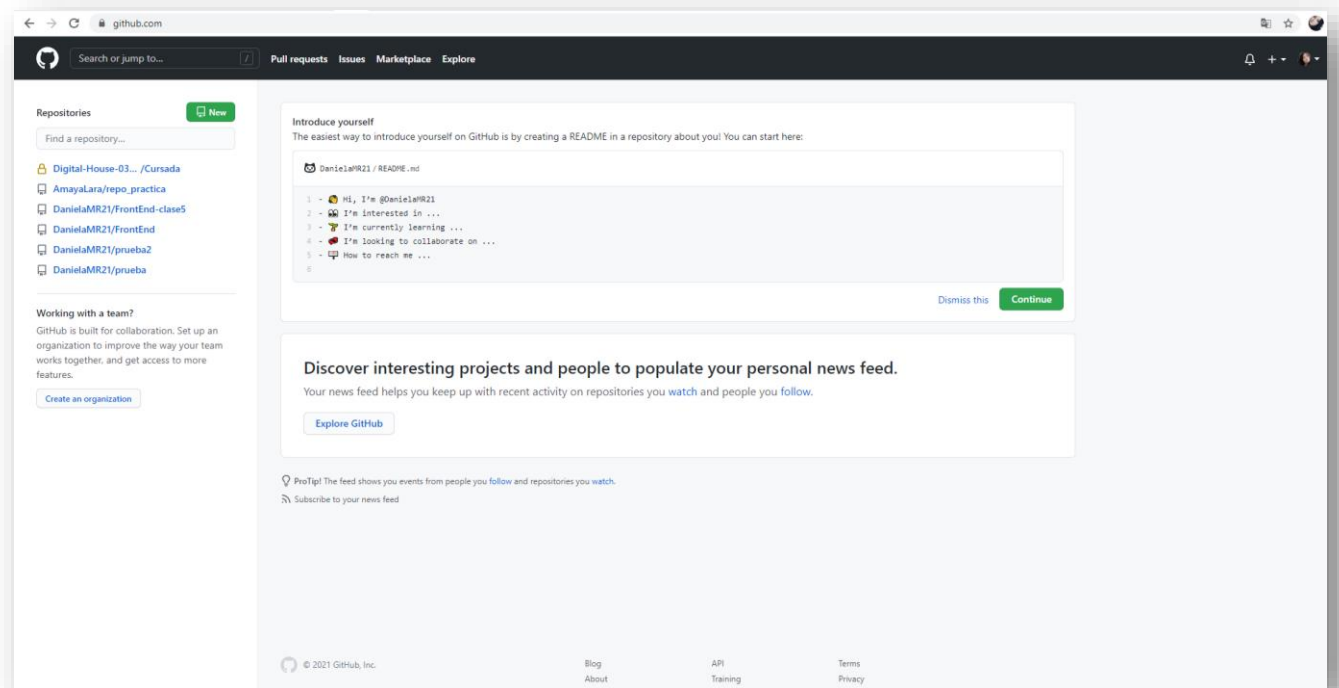 github.com
Search or jump to...
/
Pull requests Issues Marketplace Explore
Repositories
New
Find a repository...
Digital-House-03... /Cursada
AmayaLara/repo_practica
DanielaMR21/FrontEnd-clase5
DanielaMR21/FrontEnd
DanielaMR21/prueba2
DanielaMR21/prueba
Working with a team?
GitHub is built for collaboration. Set up an
organization to improve the way your team
works together, and get access to more
features.
Create an organization
Introduce yourself
The easiest way to introduce yourself on GitHub is by creating a README in a repository about you! You can start here:
DanielaMR21 / README.md
1 - 👋 Hi, I'm @DanielaMR21
2 - 👀 I'm interested in ...
3 - 🌱 I'm currently learning ...
4 - 💞️ I'm looking to collaborate on ...
5 - 📫 How to reach me ...
6
Dismiss this Continue
Discover interesting projects and people to populate your personal news feed.
Your news feed helps you keep up with recent activity on repositories you watch and people you follow.
Explore GitHub
ProTip! The feed shows you events from people you follow and repositories you watch.
Subscribe to your news feed
© 2021 GitHub, Inc.
Blog
About
API
Training
Terms
Privacy